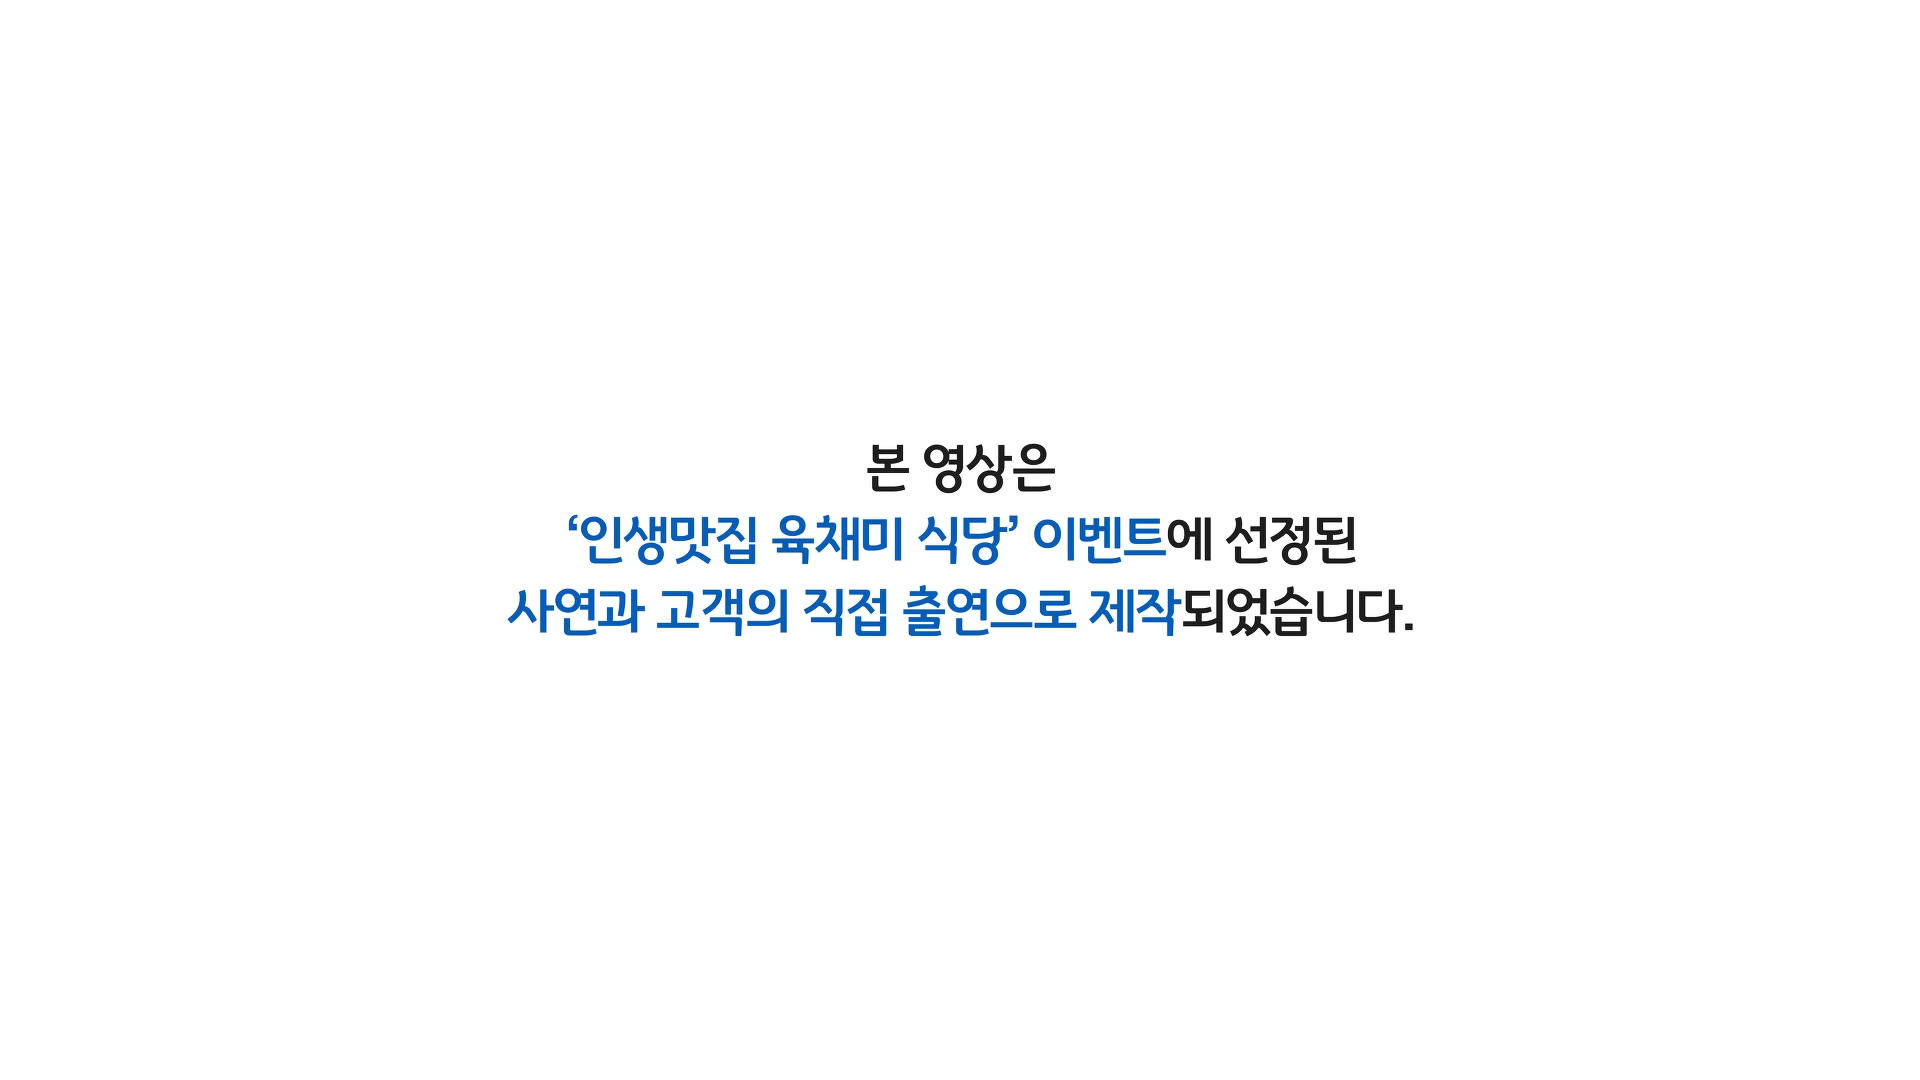 본 영상은
‘인생맛집 육채미 식당’ 이벤트에 선정된
사연과 고객의 직접 출연으로 제작되었습니다.